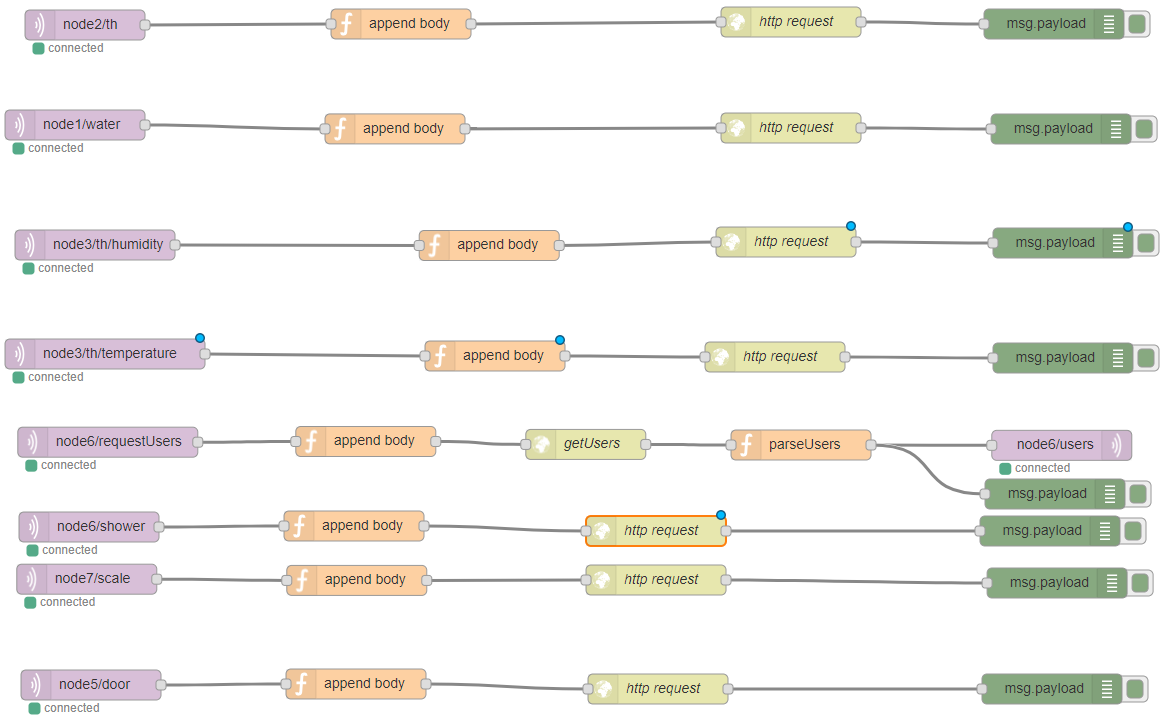 node2/th append body http request msg.payload
connected
node1/water append body http request msg.payload
connected
node3/th/humidity append body http request msg.payload
connected
node3/th/temperature append body http request msg.payload
connected
node6/requestUsers append body getUsers parseUsers node6/users
connected connected
msg.payload
node6/shower append body http request msg.payload
connected
node7/scale append body http request msg.payload
connected
node5/door append body http request msg.payload
connected